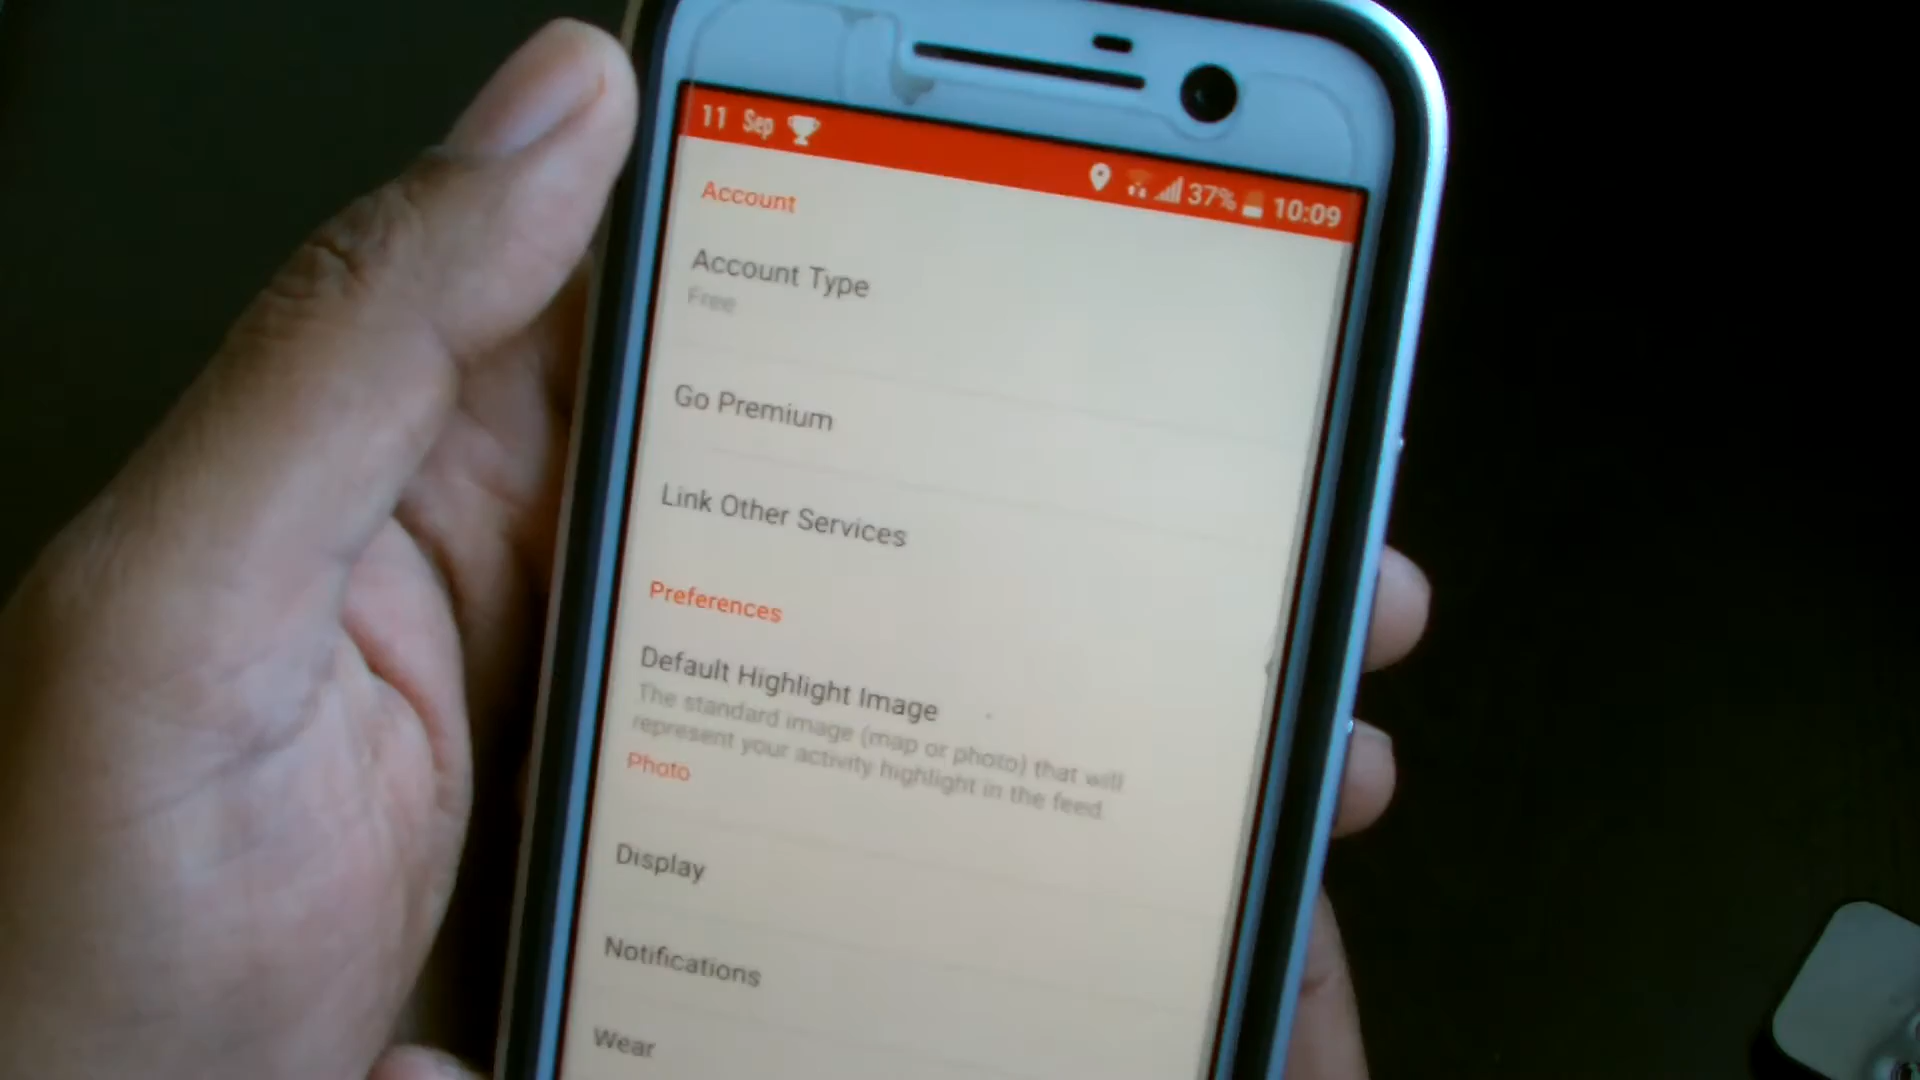 11 Sep 37% 10:09
Account
Account Type
Free
Go Premium
Link Other Services
Preferences
Default Highlight Image
The standard image (map or photo) that will
represent your activity highlight in the feed.
Photo
Display
Notifications
Wear